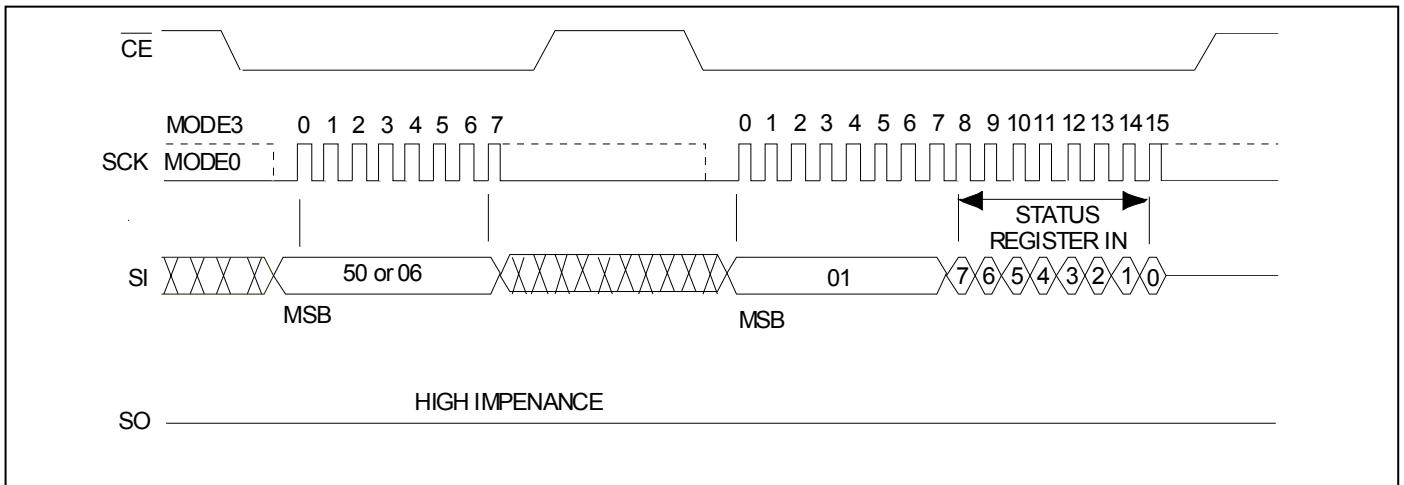 CE
MODE3 0 1 2 3 4 5 6 7 0 1 2 3 4 5 6 7 8 9 10 11 12 13 14 15
SCK MODE0
STATUS
REGISTER IN
SI 50 or 06 01 7 6 5 4 3 2 1 0
MSB MSB
HIGH IMPENANCE
SO